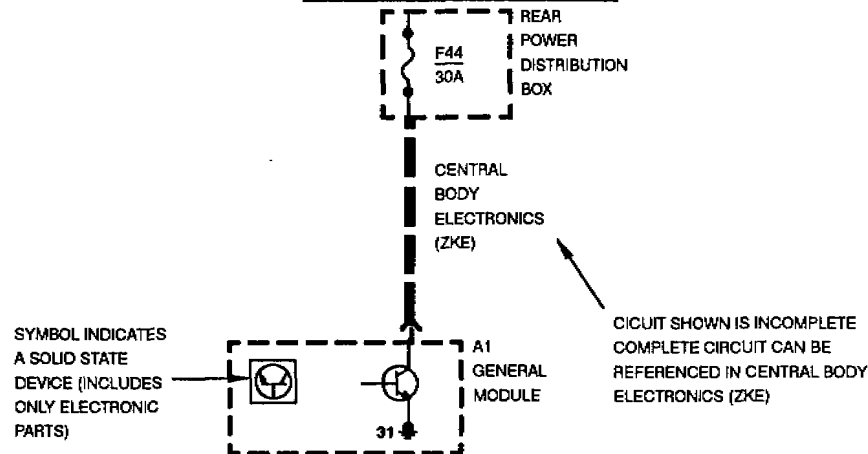 REAR
POWER
DISTRIBUTION
BOX
F44
30A
CENTRAL
BODY
ELECTRONICS
(ZKE)
SYMBOL INDICATES
A SOLID STATE
DEVICE (INCLUDES
ONLY ELECTRONIC
PARTS)
A1
GENERAL
MODULE
31
CICUIT SHOWN IS INCOMPLETE
COMPLETE CIRCUIT CAN BE
REFERENCED IN CENTRAL BODY
ELECTRONICS (ZKE)